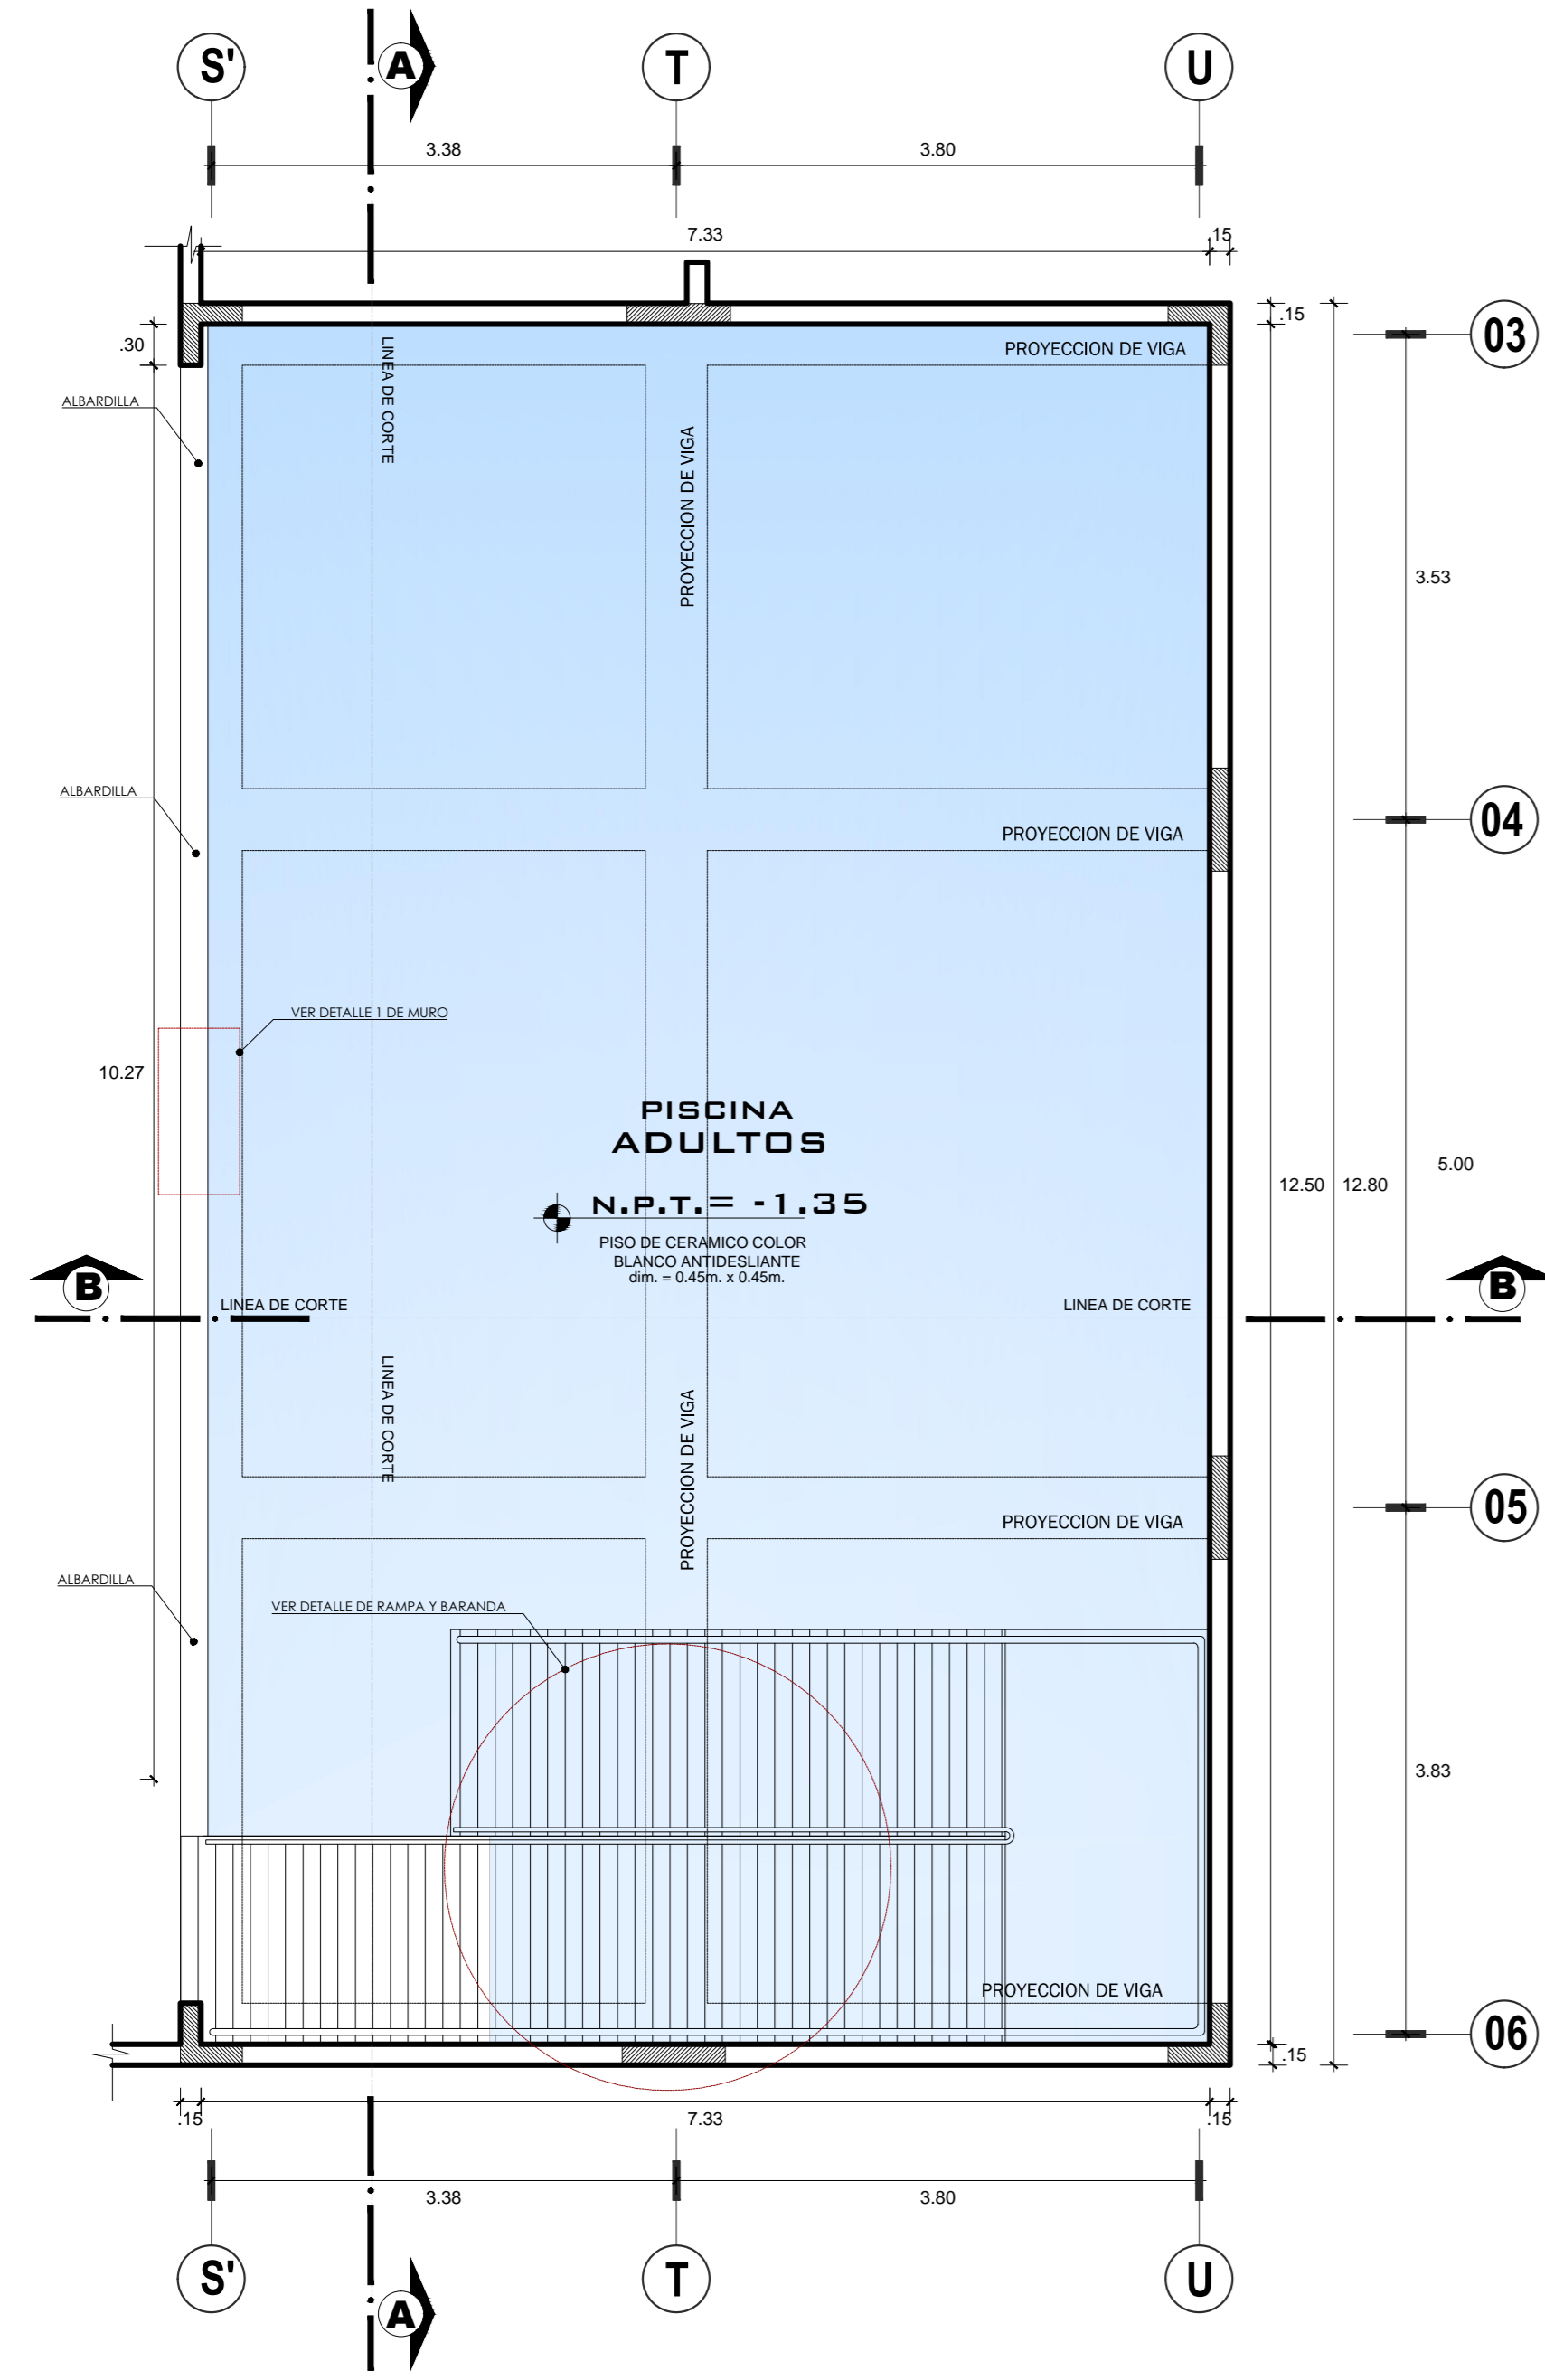 S'
A
T
U
3.38
3.80
7.33
.15
.15
03
.30
PROYECCION DE VIGA
LINEA DE CORTE
ALBARDILLA
PROYECCION DE VIGA
3.53
ALBARDILLA
04
PROYECCION DE VIGA
VER DETALLE 1 DE MURO
10.27
PISCINA
ADULTOS
5.00
12.50
12.80
N.P.T.= -1.35
PISO DE CERAMICO COLOR
BLANCO ANTIDESLIANTE
dim. = 0.45m. x 0.45m.
B
B
LINEA DE CORTE
LINEA DE CORTE
LINEA DE CORTE
PROYECCION DE VIGA
05
PROYECCION DE VIGA
ALBARDILLA
VER DETALLE DE RAMPA Y BARANDA
3.83
PROYECCION DE VIGA
06
.15
.15
7.33
.15
3.38
3.80
S'
T
U
A